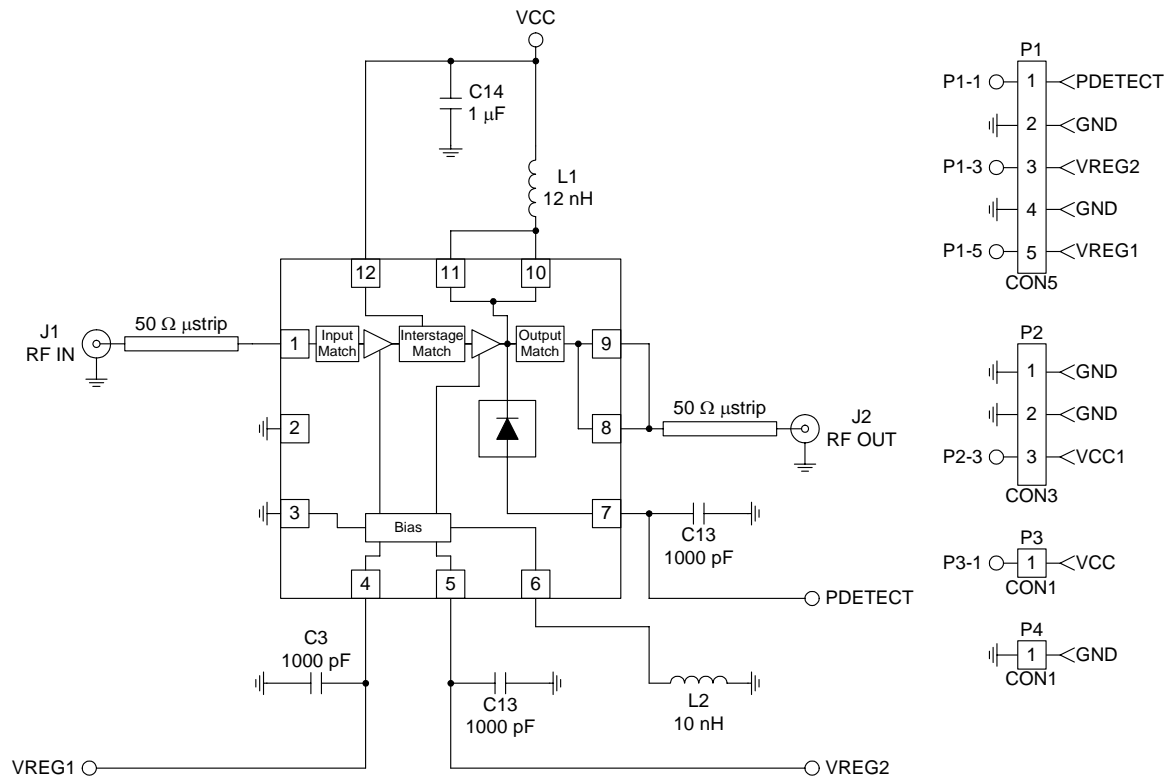 VCC
C14
1 μF
L1
12 nH
12
11
10
J1
RF IN
50 Ω μstrip
1
Input
Match
Interstage
Match
Output
Match
9
2
8
50 Ω μstrip
J2
RF OUT
3
Bias
7
C13
1000 pF
4
5
6
PDETECT
C3
1000 pF
C13
1000 pF
L2
10 nH
VREG1
VREG2
P1
P1-1
1
PDETECT
2
GND
P1-3
3
VREG2
4
GND
P1-5
5
VREG1
CON5
P2
1
GND
2
GND
P2-3
3
VCC1
CON3
P3
P3-1
1
VCC
CON1
P4
1
GND
CON1